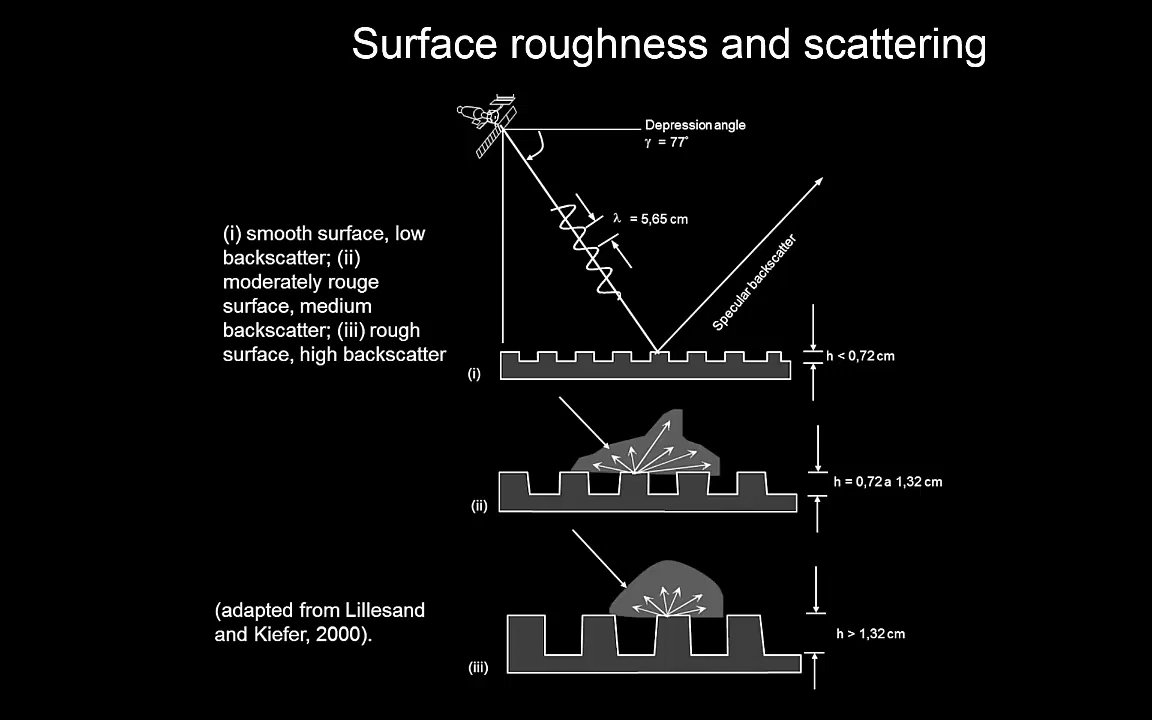 Surface roughness and scattering
Depression angle
γ = 77°
λ = 5,65 cm
Specular backscatter
(i) smooth surface, low
backscatter; (ii)
moderately rouge
surface, medium
backscatter; (iii) rough
surface, high backscatter
(i)
h < 0,72 cm
(ii)
h = 0,72 a 1,32 cm
(iii)
h > 1,32 cm
(adapted from Lillesand
and Kiefer, 2000).